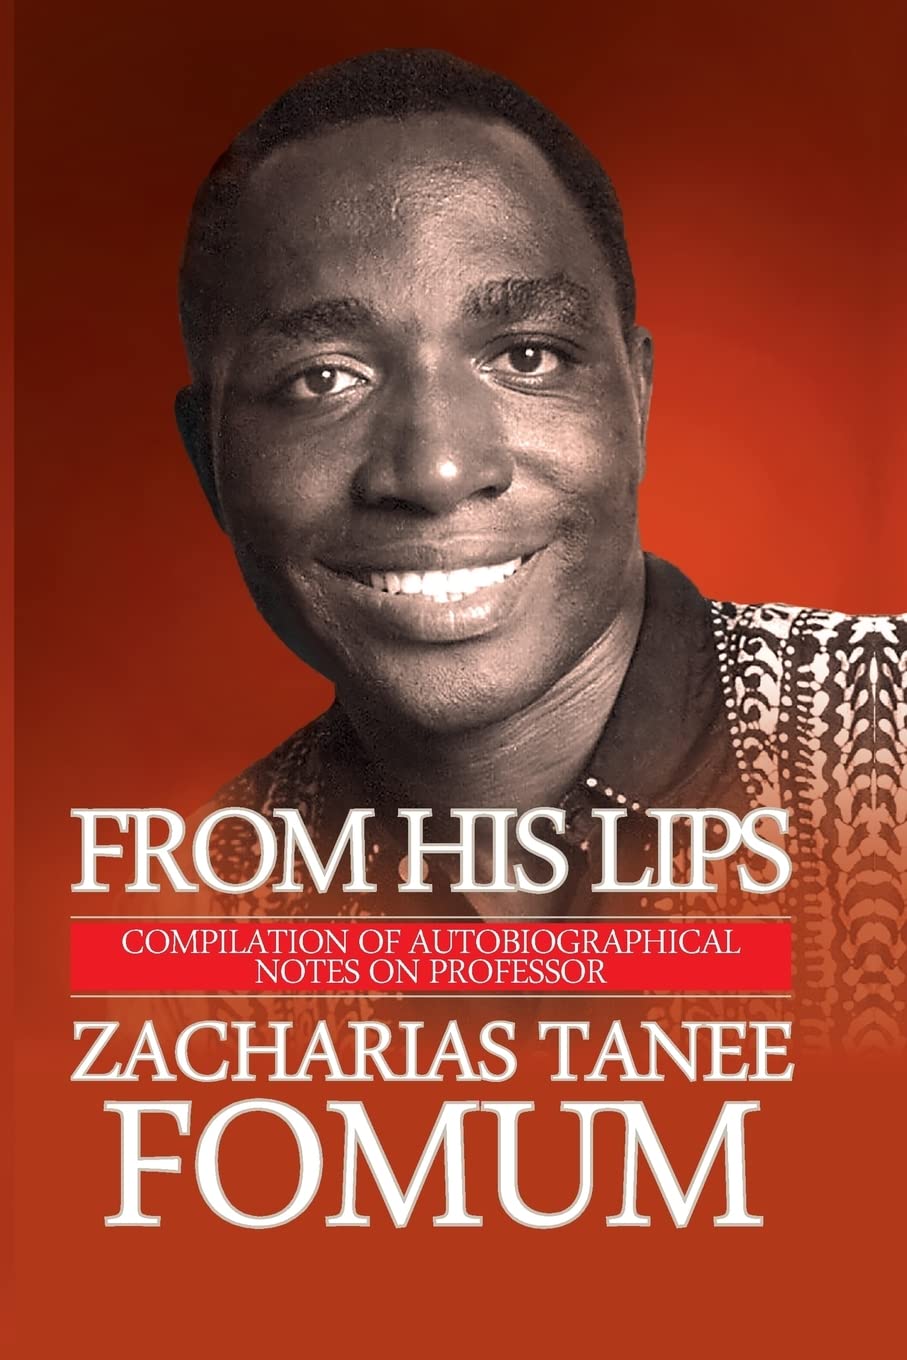 FROM HIS LIPS
COMPILATION OF AUTOBIOGRAPHICAL
NOTES ON PROFESSOR
ZACHARIAS TANEE
FOMUM